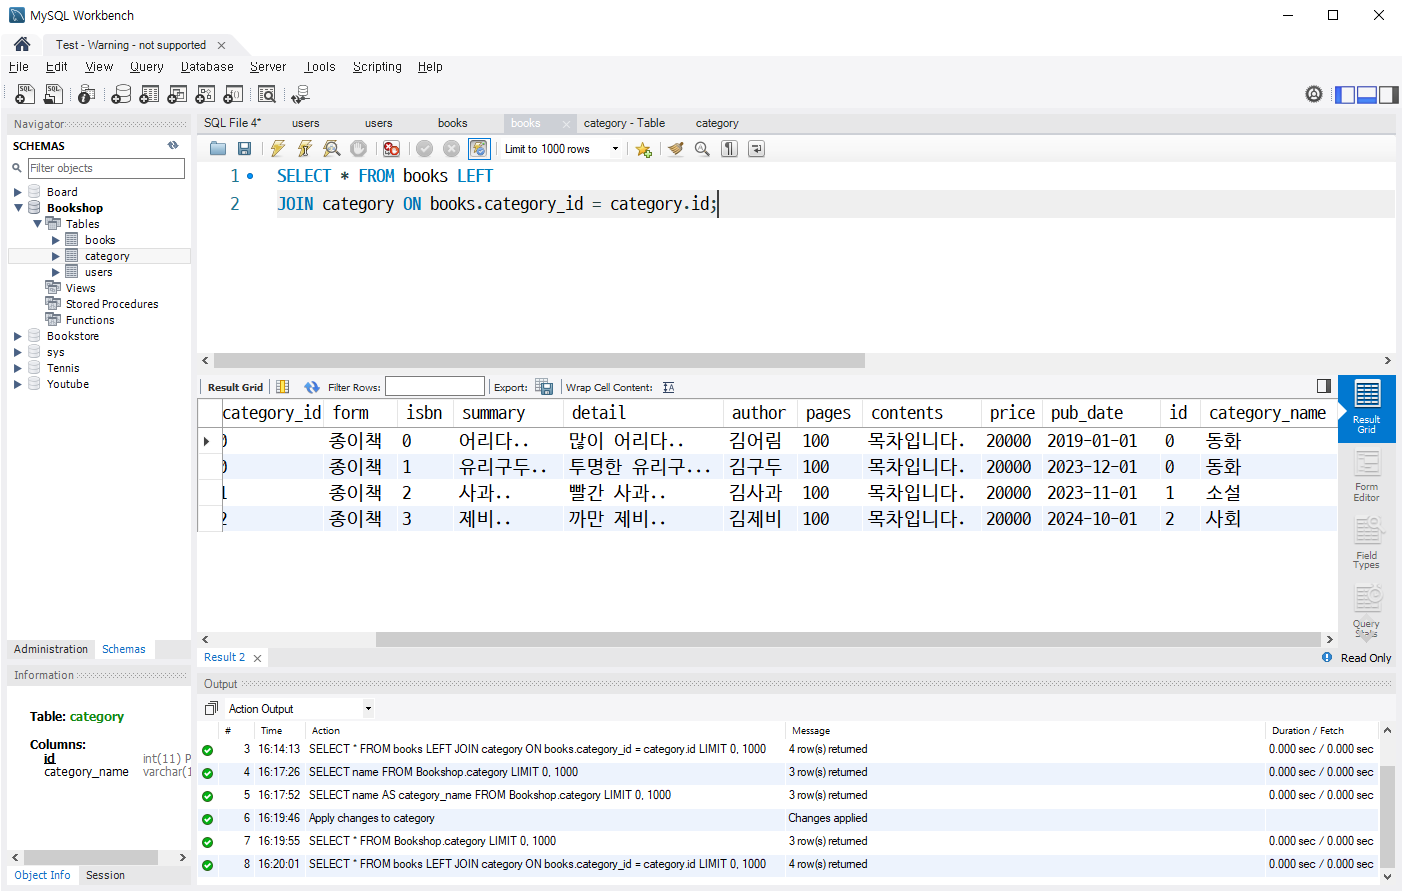 MySQL Workbench
Test - Warning - not supported
File Edit View Query Database Server Tools Scripting Help
Navigator
SCHEMAS
Filter objects
Board
Bookshop
Tables
books
category
users
Views
Stored Procedures
Functions
Bookstore
sys
Tennis
Youtube
Administration Schemas
Information
Table: category
Columns:
id int(11) P
category_name varchar(1
Object Info Session
SQL File 4* users users books books category - Table category
Limit to 1000 rows
1 SELECT * FROM books LEFT
2 JOIN category ON books.category_id = category.id;
Result Grid Filter Rows: Export: Wrap Cell Content:
category_id form isbn summary detail author pages contents price pub_date id category_name
0 종이책 0 어리다.. 많이 어리다.. 김어림 100 목차입니다. 20000 2019-01-01 0 동화
0 종이책 1 유리구두.. 투명한 유리구... 김구두 100 목차입니다. 20000 2023-12-01 0 동화
1 종이책 2 사과.. 빨간 사과.. 김사과 100 목차입니다. 20000 2023-11-01 1 소설
2 종이책 3 제비.. 까만 제비.. 김제비 100 목차입니다. 20000 2024-10-01 2 사회
Result
Grid
Form
Editor
Field
Types
Query
Stats
Result 2
Read Only
Output
Action Output
# Time Action Message Duration / Fetch
3 16:14:13 SELECT * FROM books LEFT JOIN category ON books.category_id = category.id LIMIT 0, 1000 4 row(s) returned 0.000 sec / 0.000 sec
4 16:17:26 SELECT name FROM Bookshop.category LIMIT 0, 1000 3 row(s) returned 0.000 sec / 0.000 sec
5 16:17:52 SELECT name AS category_name FROM Bookshop.category LIMIT 0, 1000 3 row(s) returned 0.000 sec / 0.000 sec
6 16:19:46 Apply changes to category Changes applied
7 16:19:55 SELECT * FROM Bookshop.category LIMIT 0, 1000 3 row(s) returned 0.000 sec / 0.000 sec
8 16:20:01 SELECT * FROM books LEFT JOIN category ON books.category_id = category.id LIMIT 0, 1000 4 row(s) returned 0.000 sec / 0.000 sec